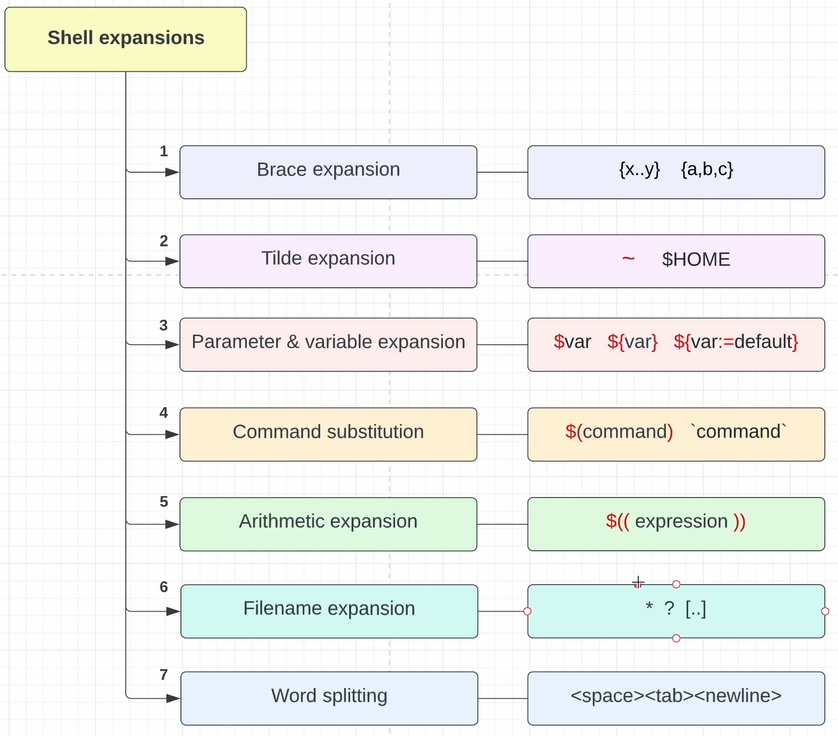 Shell expansions
1
Brace expansion
{x..y} {a,b,c}
2
Tilde expansion
~ $HOME
3
Parameter & variable expansion
$var ${var} ${var:=default}
4
Command substitution
$(command) `command`
5
Arithmetic expansion
$(( expression ))
6
Filename expansion
* ? [..]
7
Word splitting
<space><tab><newline>